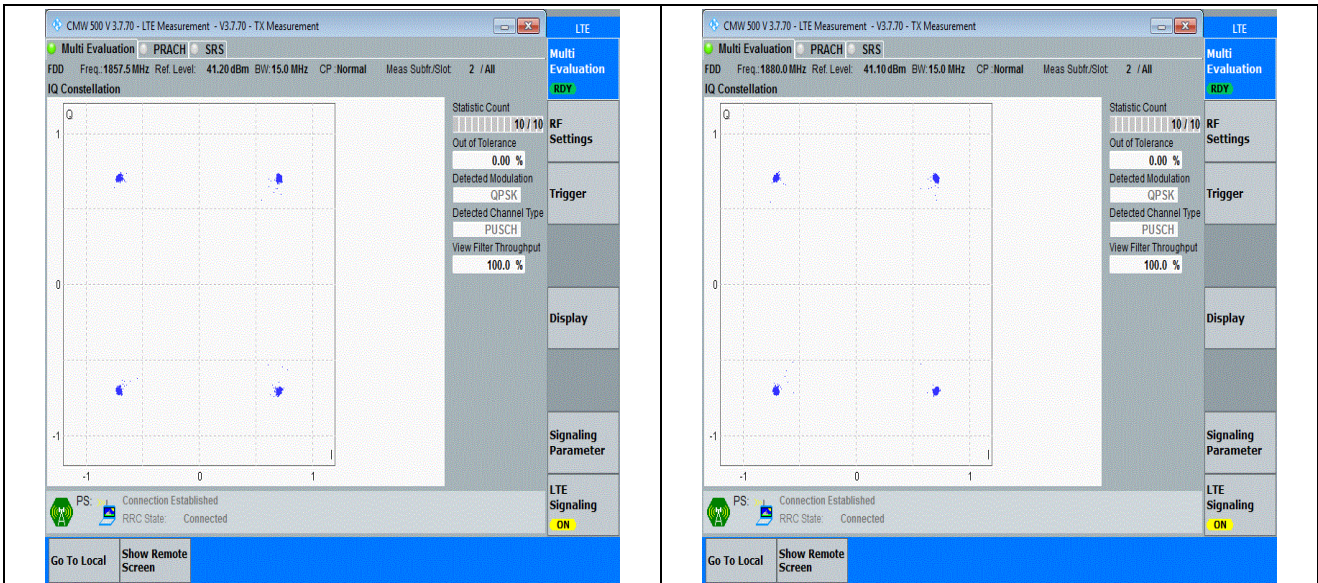 CMW 500 V 3.7.70 - LTE Measurement - V3.7.70 - TX Measurement
LTE
Multi Evaluation PRACH SRS
Multi
Evaluation
RDY
FDD Freq.:1857.5 MHz Ref. Level: 41.20 dBm BW:15.0 MHz CP :Normal Meas Subfr./Slot: 2 / All
IQ Constellation
Q
1
0
-1
-1 0 1
I
Statistic Count
10 / 10
Out of Tolerance
0.00 %
Detected Modulation
QPSK
Detected Channel Type
PUSCH
View Filter Throughput
100.0 %
RF
Settings
Trigger
Display
Signaling
Parameter
LTE
Signaling
ON
PS: Connection Established
RRC State: Connected
Go To Local
Show Remote
Screen
CMW 500 V 3.7.70 - LTE Measurement - V3.7.70 - TX Measurement
LTE
Multi Evaluation PRACH SRS
Multi
Evaluation
RDY
FDD Freq.:1880.0 MHz Ref. Level: 41.10 dBm BW:15.0 MHz CP :Normal Meas Subfr./Slot: 2 / All
IQ Constellation
Q
1
0
-1
-1 0 1
I
Statistic Count
10 / 10
Out of Tolerance
0.00 %
Detected Modulation
QPSK
Detected Channel Type
PUSCH
View Filter Throughput
100.0 %
RF
Settings
Trigger
Display
Signaling
Parameter
LTE
Signaling
ON
PS: Connection Established
RRC State: Connected
Go To Local
Show Remote
Screen